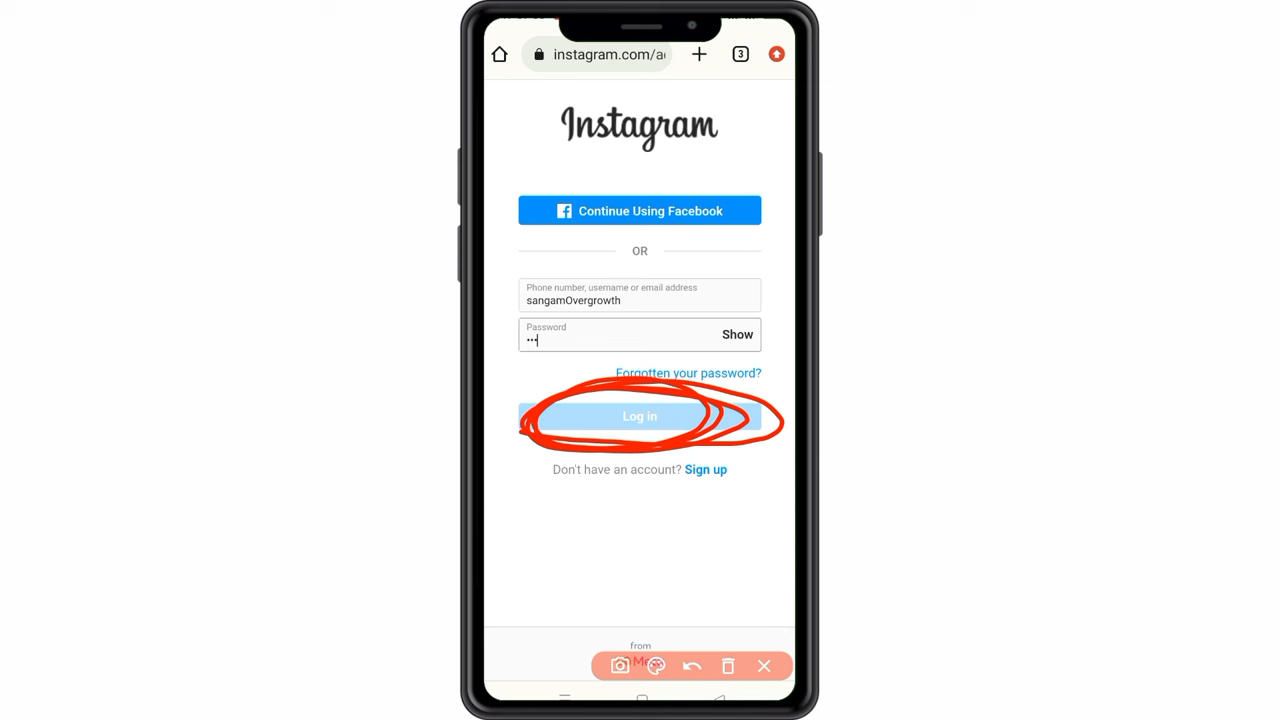 instagram.com/a
3
Instagram
Continue Using Facebook
OR
Phone number, username or email address
sangamOvergrowth
Password
•••
Show
Forgotten your password?
Log in
Don't have an account? Sign up
from